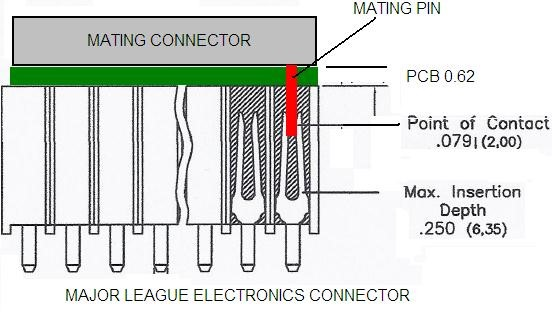 MATING PIN
MATING CONNECTOR
PCB 0.62
Point of Contact
.079 (2,00)
Max. Insertion
Depth
.250 (6,35)
MAJOR LEAGUE ELECTRONICS CONNECTOR